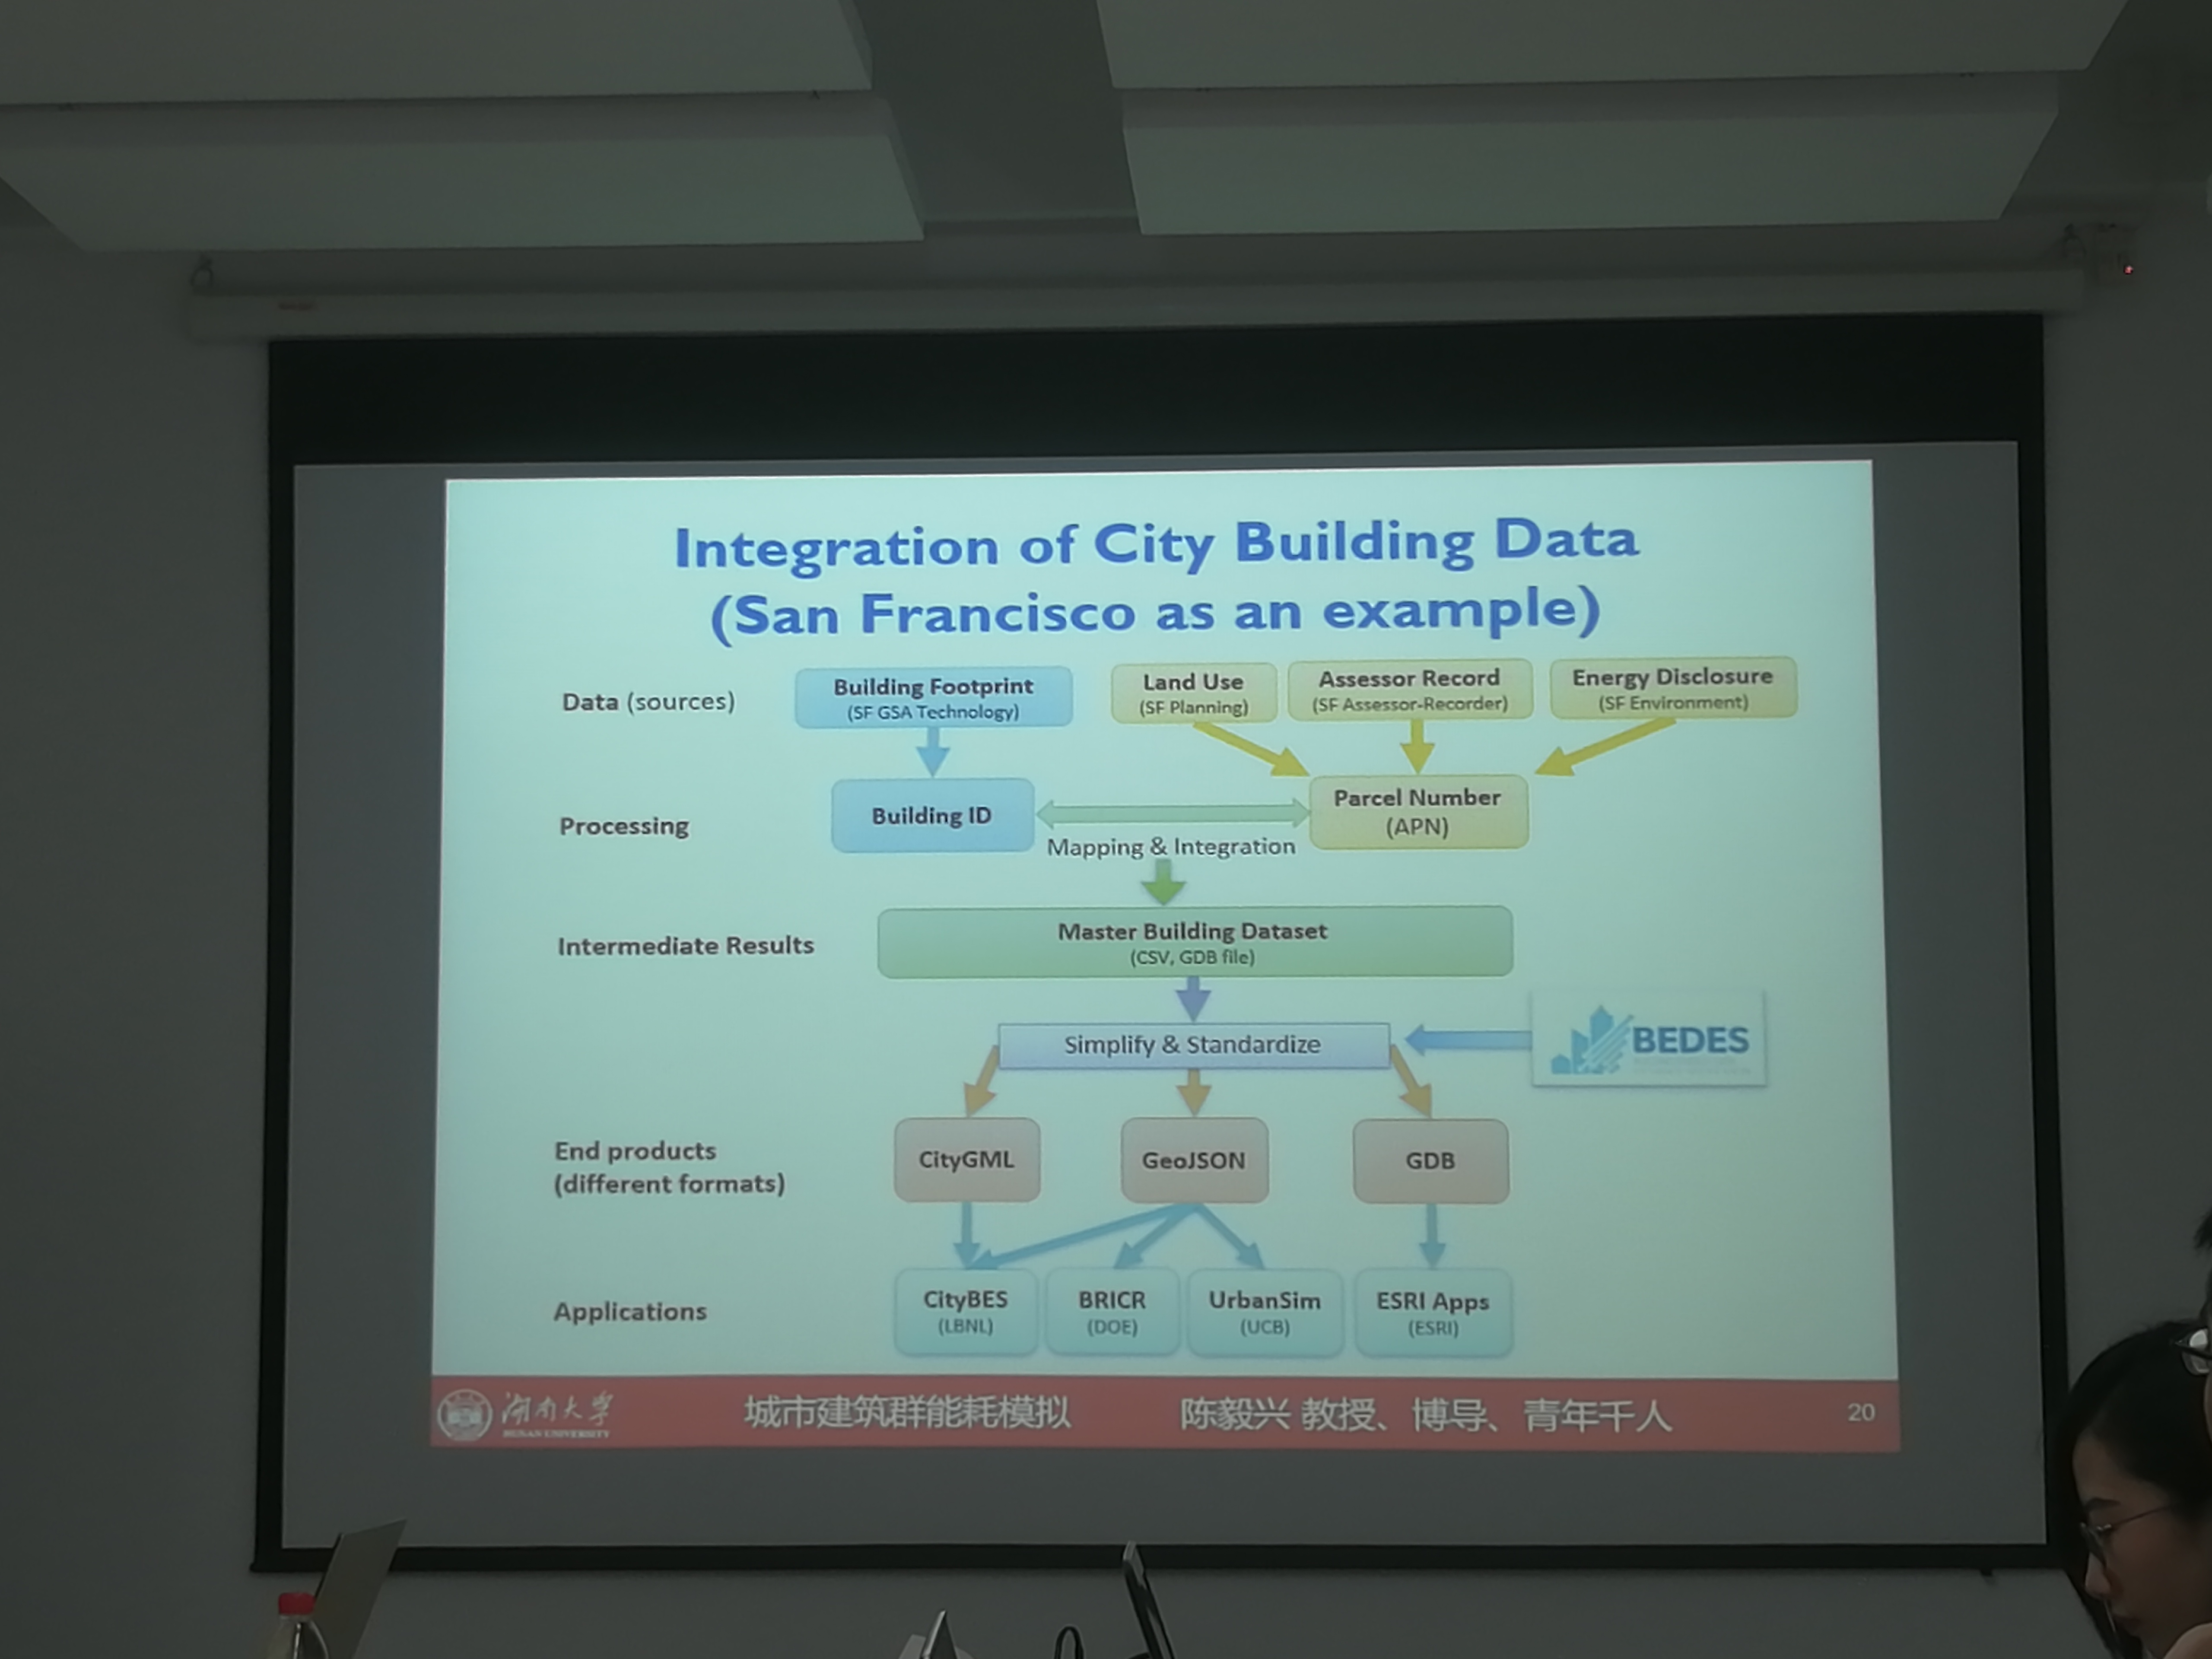 Integration of City Building Data
(San Francisco as an example)
Data (sources)
Building Footprint
(SF GSA Technology)
Land Use
(SF Planning)
Assessor Record
(SF Assessor-Recorder)
Energy Disclosure
(SF Environment)
Processing
Building ID
Mapping & Integration
Parcel Number
(APN)
Intermediate Results
Master Building Dataset
(CSV, GDB file)
Simplify & Standardize
BEDES
End products
(different formats)
CityGML
GeoJSON
GDB
Applications
CityBES
(LBNL)
BRICR
(DOE)
UrbanSim
(UCB)
ESRI Apps
(ESRI)
湖南大学
HUNAN UNIVERSITY
城市建筑群能耗模拟
陈毅兴 教授、博导、青年千人
20